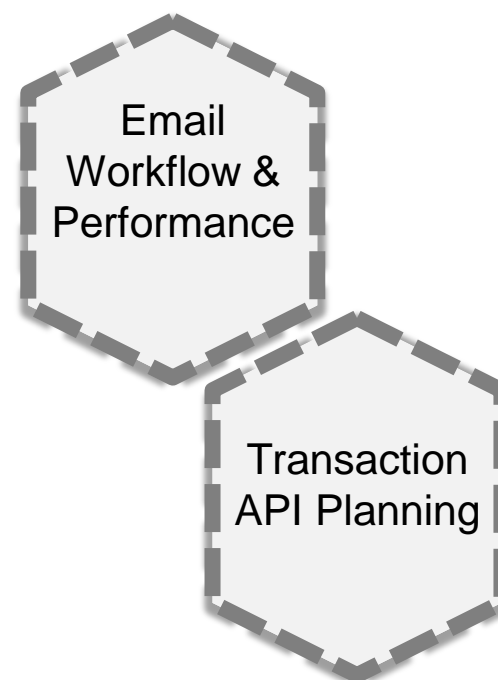 Email
Workflow &
Performance
Transaction
API Planning